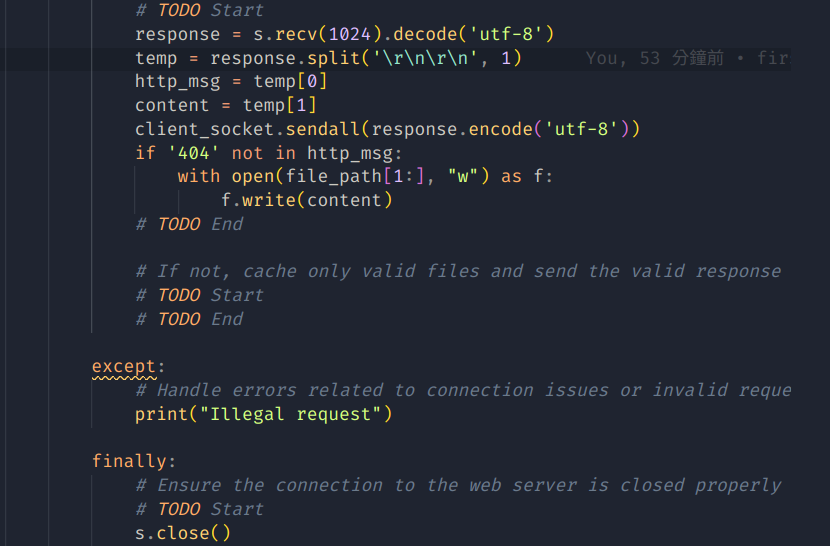 # TODO Start
response = s.recv(1024).decode('utf-8')
temp = response.split('\r\n\r\n', 1) You, 53 分鐘前 • fir
http_msg = temp[0]
content = temp[1]
client_socket.sendall(response.encode('utf-8'))
if '404' not in http_msg:
with open(file_path[1:], "w") as f:
f.write(content)
# TODO End
# If not, cache only valid files and send the valid response
# TODO Start
# TODO End
except:
# Handle errors related to connection issues or invalid reque
print("Illegal request")
finally:
# Ensure the connection to the web server is closed properly
# TODO Start
s.close()